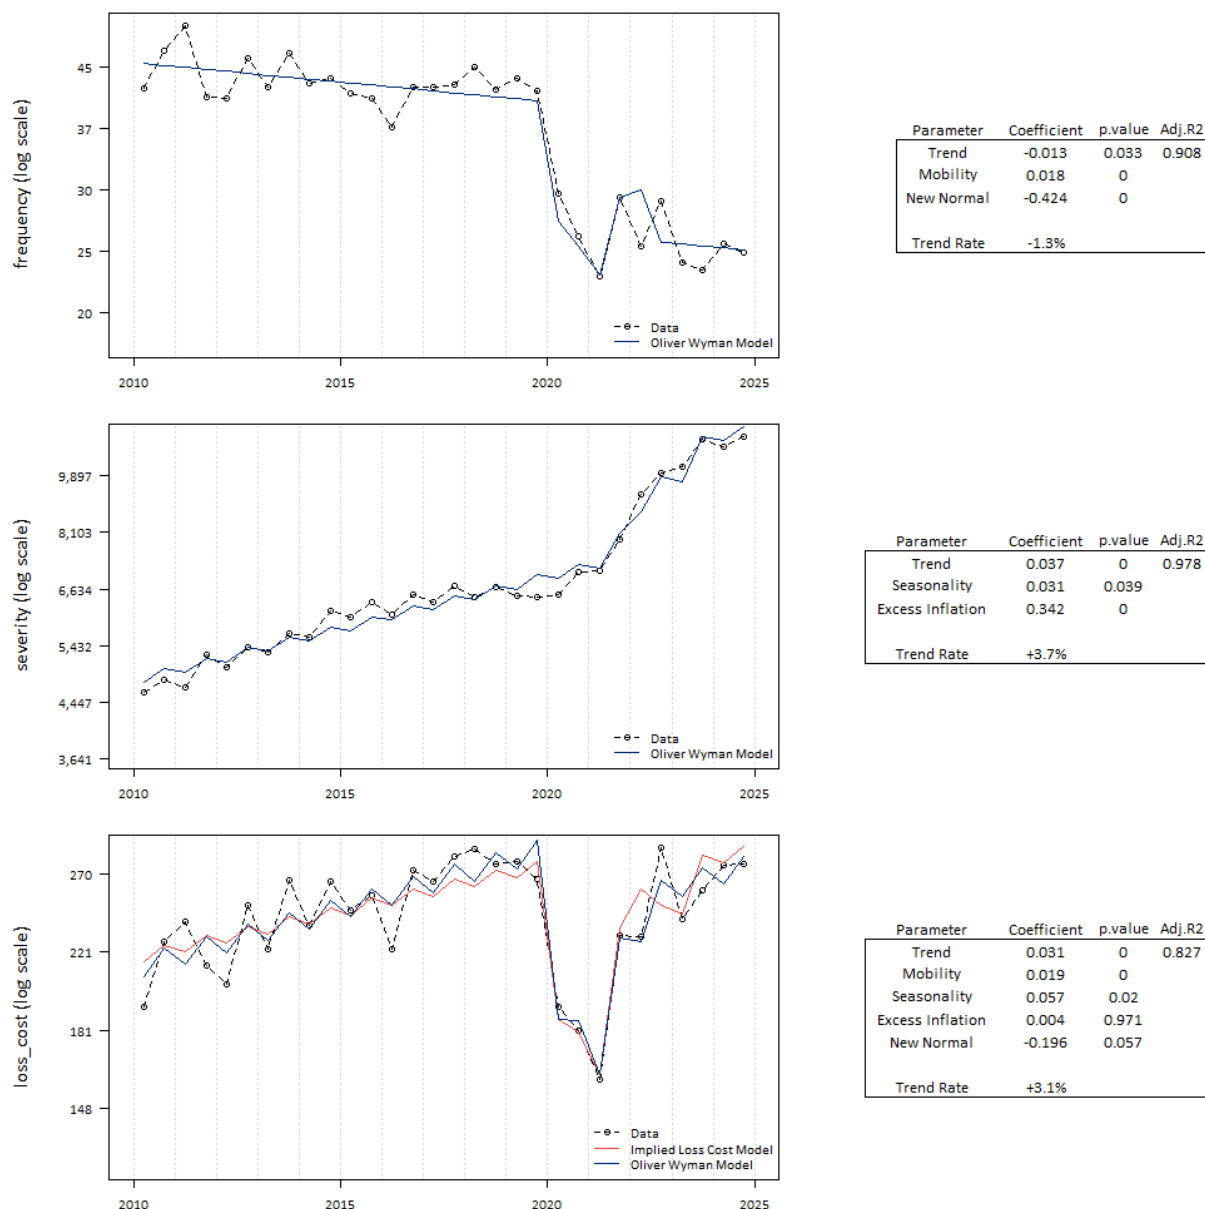 45
37
30
25
20
frequency (log scale)
Data
Oliver Wyman Model
2010 2015 2020 2025
Parameter Coefficient p.value Adj.R2
Trend -0.013 0.033 0.908
Mobility 0.018 0
New Normal -0.424 0
Trend Rate -1.3%
9,897
8,103
6,634
5,432
4,447
3,641
severity (log scale)
Data
Oliver Wyman Model
2010 2015 2020 2025
Parameter Coefficient p.value Adj.R2
Trend 0.037 0 0.978
Seasonality 0.031 0.039
Excess Inflation 0.342 0
Trend Rate +3.7%
270
221
181
148
loss_cost (log scale)
Data
Implied Loss Cost Model
Oliver Wyman Model
2010 2015 2020 2025
Parameter Coefficient p.value Adj.R2
Trend 0.031 0 0.827
Mobility 0.019 0
Seasonality 0.057 0.02
Excess Inflation 0.004 0.971
New Normal -0.196 0.057
Trend Rate +3.1%